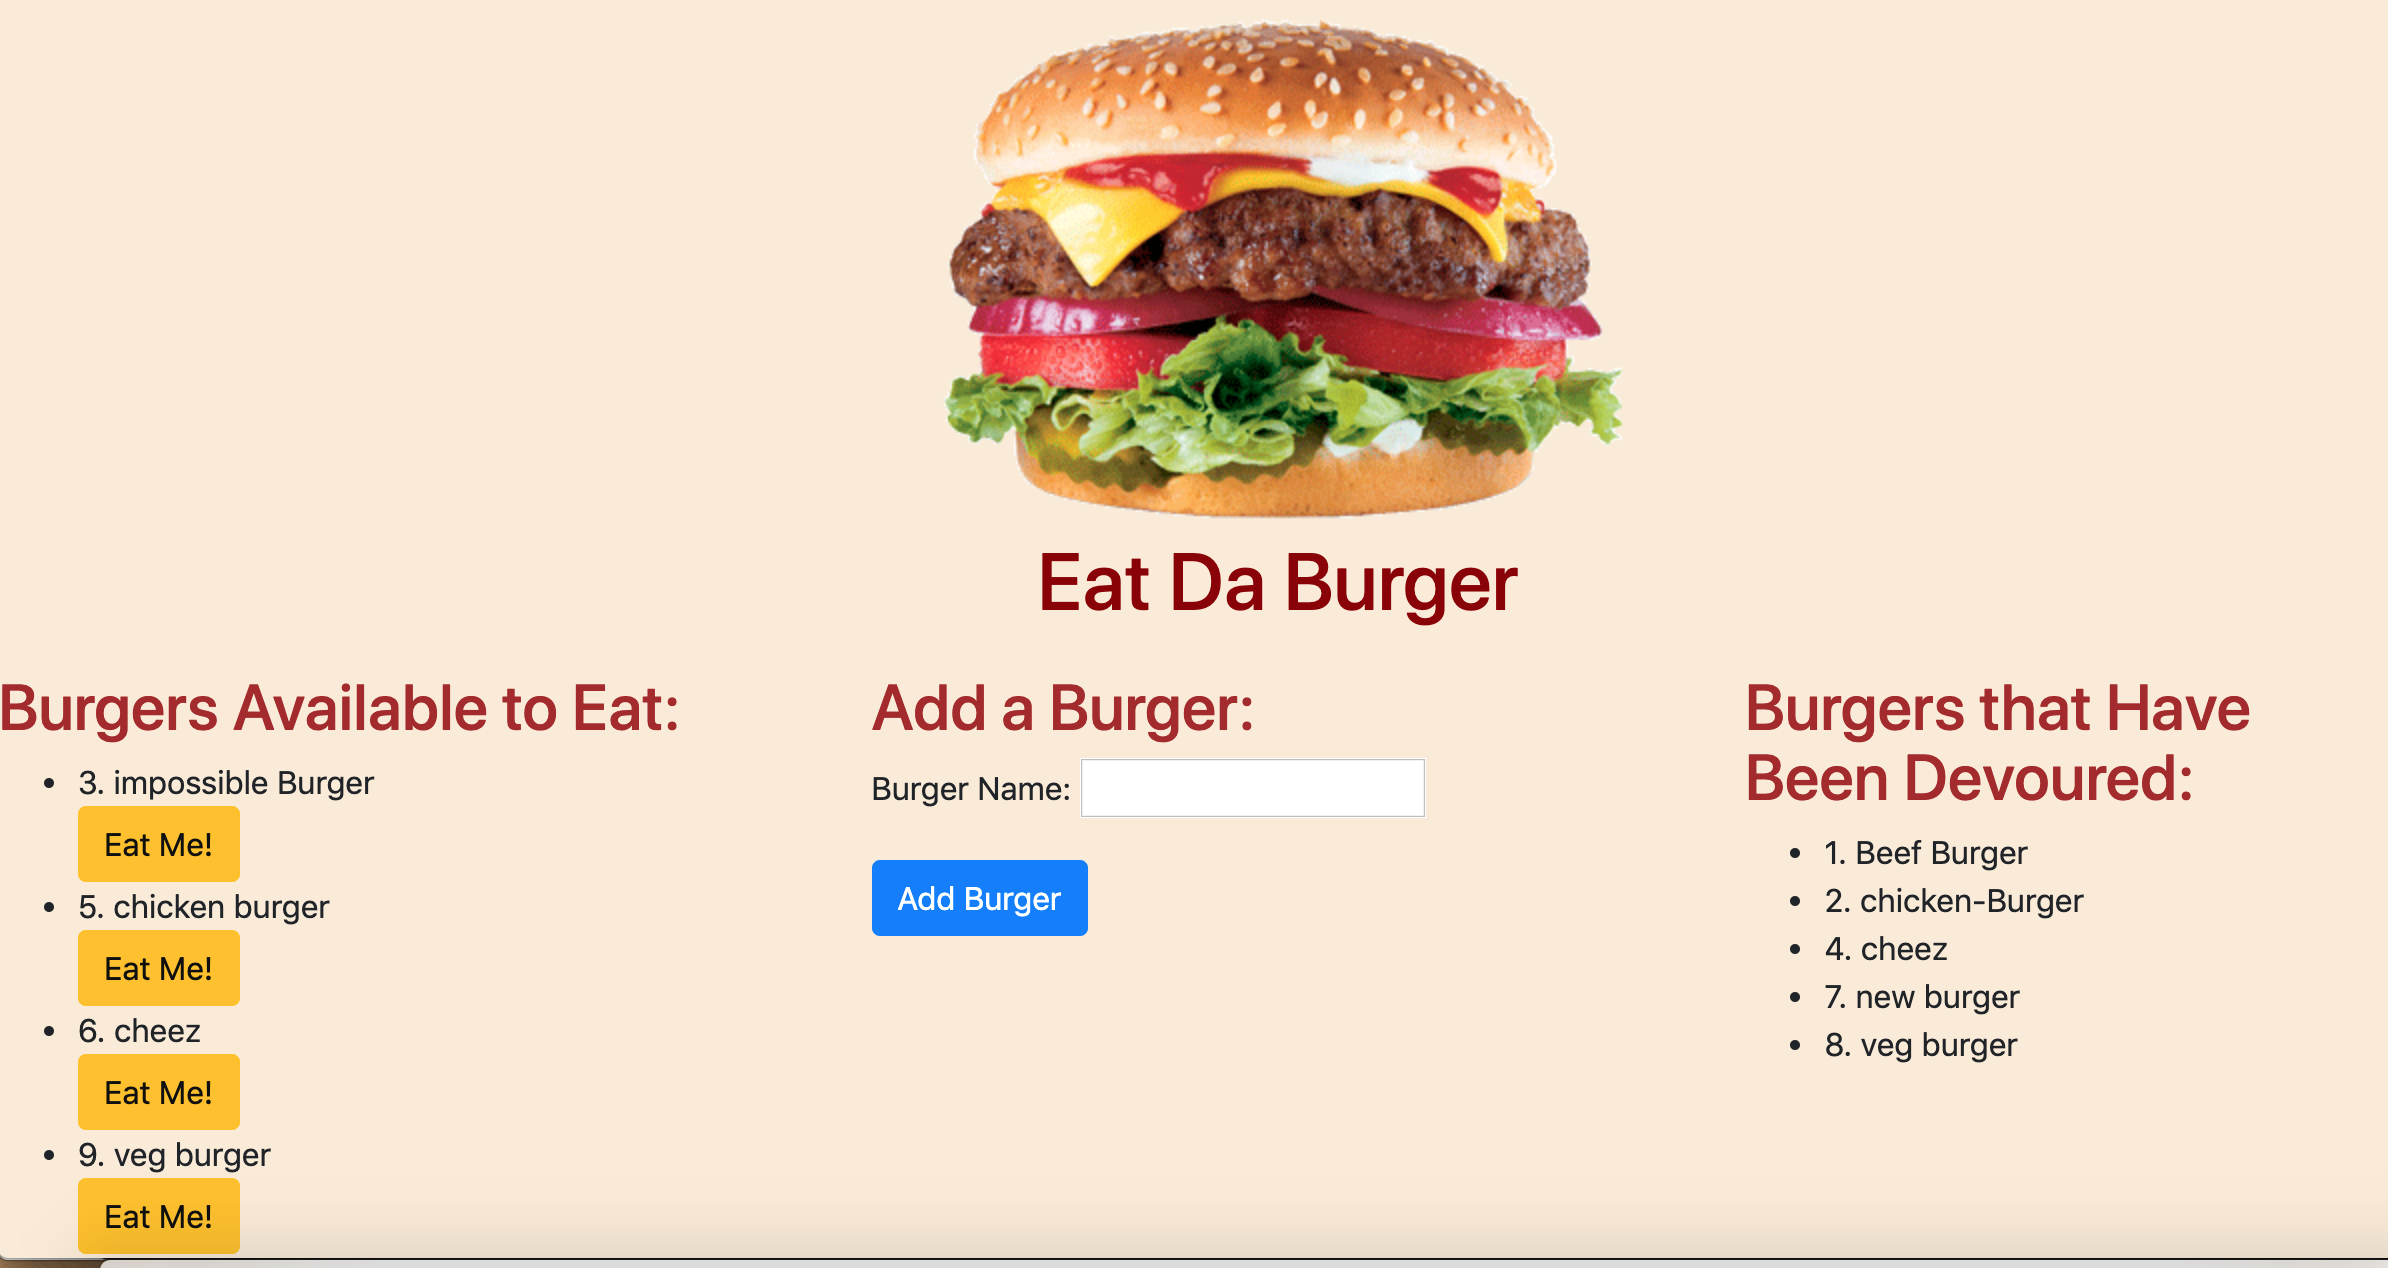 Eat Da Burger
Burgers Available to Eat:
3. impossible Burger
Eat Me!
5. chicken burger
Eat Me!
6. cheez
Eat Me!
9. veg burger
Eat Me!
Add a Burger:
Burger Name:
Add Burger
Burgers that Have
Been Devoured:
1. Beef Burger
2. chicken-Burger
4. cheez
7. new burger
8. veg burger